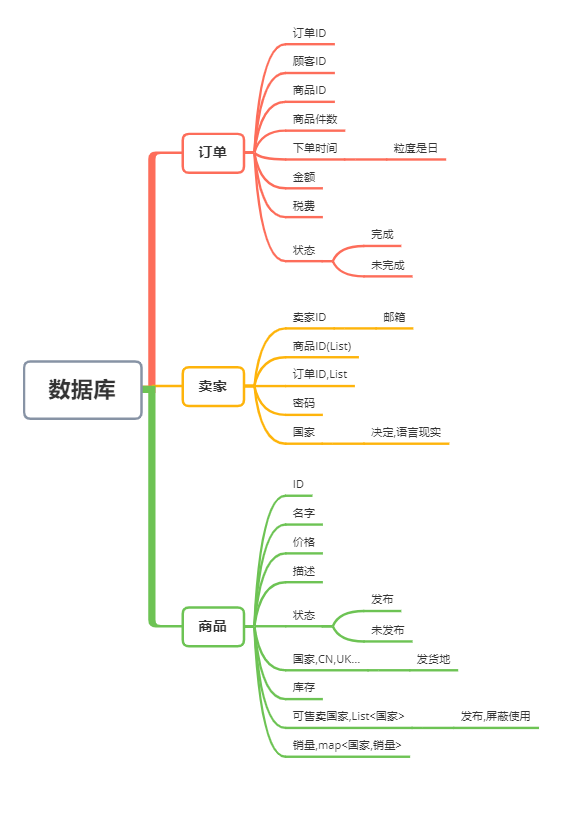 数据库
订单
订单ID
顾客ID
商品ID
商品件数
下单时间
粒度是日
金额
税费
状态
完成
未完成
卖家
卖家ID
邮箱
商品ID(List)
订单ID,List
密码
国家
决定,语言现实
商品
ID
名字
价格
描述
状态
发布
未发布
国家,CN,UK...
发货地
库存
可售卖国家,List<国家>
发布,屏蔽使用
销量,map<国家,销量>